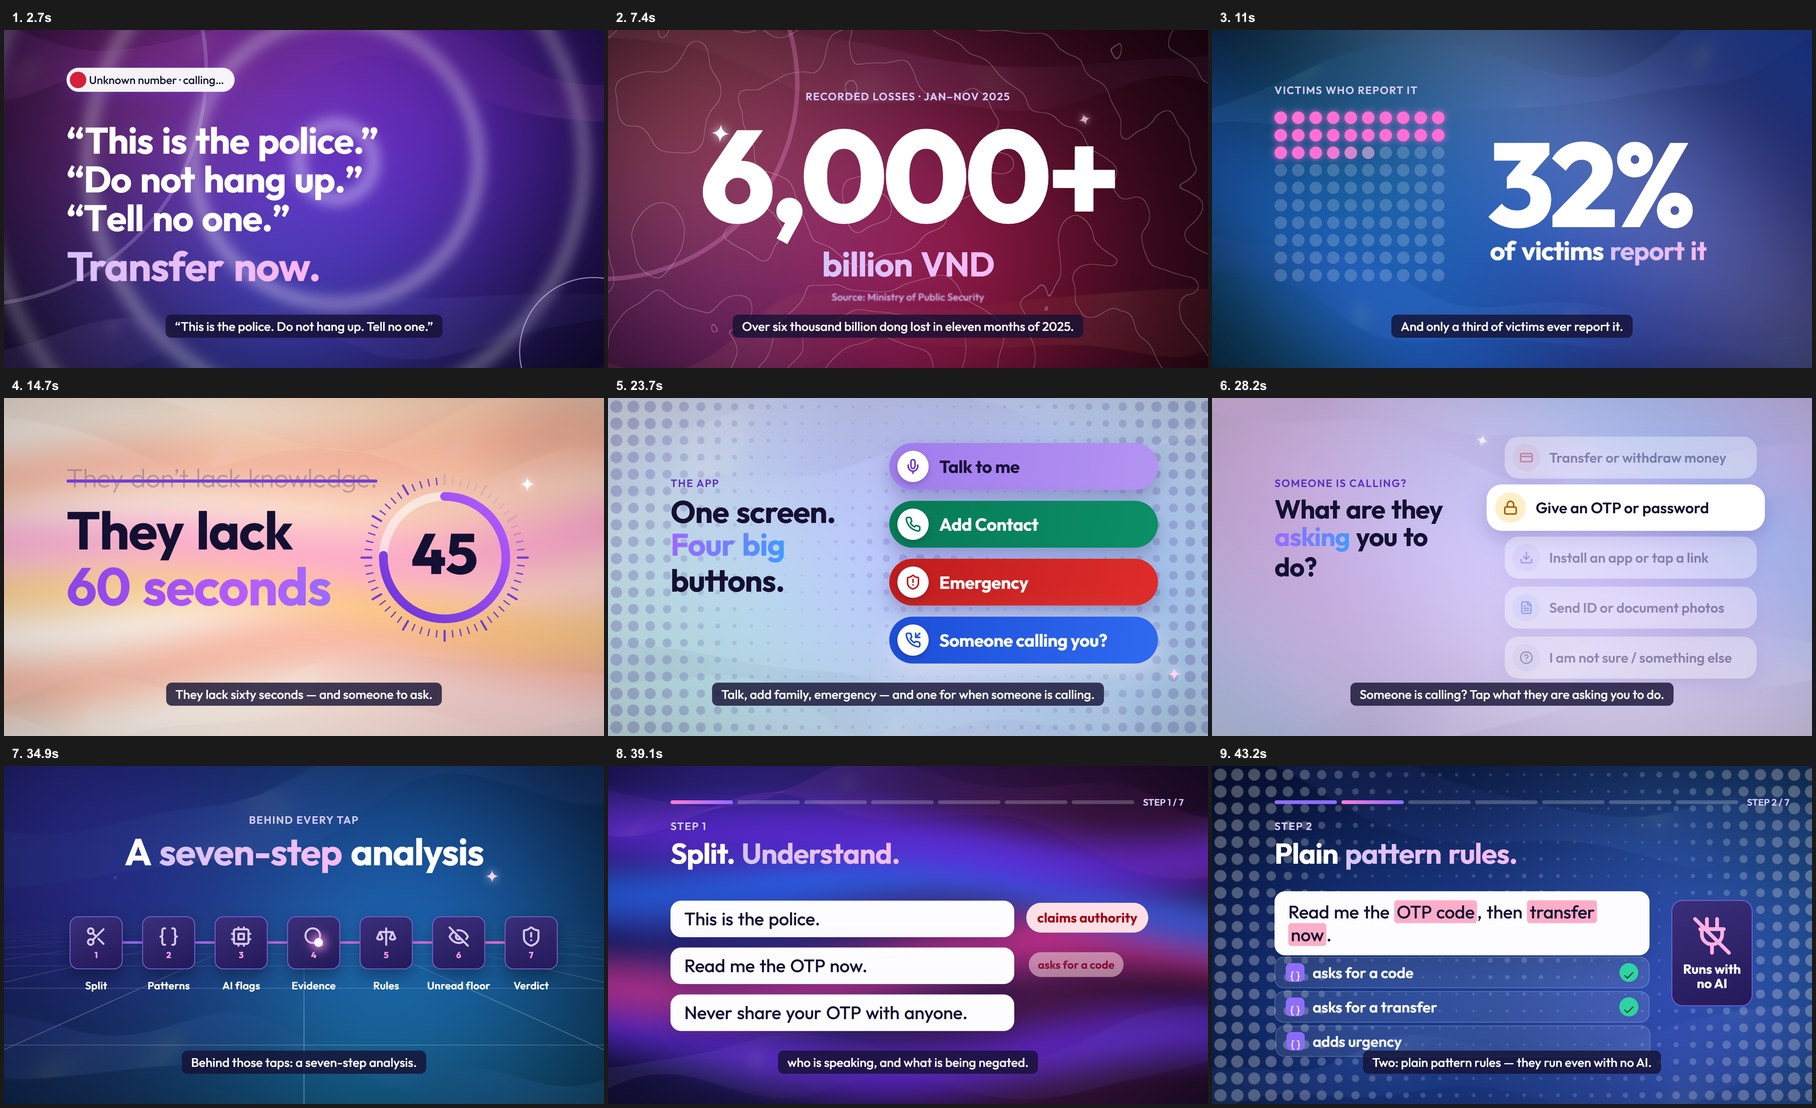 1. 2.7s
Unknown number · calling...
“This is the police.”
“Do not hang up.”
“Tell no one.”
Transfer now.
“This is the police. Do not hang up. Tell no one.”
2. 7.4s
RECORDED LOSSES · JAN–NOV 2025
6,000+
billion VND
Source: Ministry of Public Security
Over six thousand billion dong lost in eleven months of 2025.
3. 11s
VICTIMS WHO REPORT IT
32%
of victims report it
And only a third of victims ever report it.
4. 14.7s
They don’t lack knowledge.
They lack
60 seconds
45
They lack sixty seconds — and someone to ask.
5. 23.7s
THE APP
One screen.
Four big
buttons.
Talk to me
Add Contact
Emergency
Someone calling you?
Talk, add family, emergency — and one for when someone is calling.
6. 28.2s
SOMEONE IS CALLING?
What are they
asking you to
do?
Transfer or withdraw money
Give an OTP or password
Install an app or tap a link
Send ID or document photos
I am not sure / something else
Someone is calling? Tap what they are asking you to do.
7. 34.9s
BEHIND EVERY TAP
A seven-step analysis
1 2 3 4 5 6 7
Split Patterns AI flags Evidence Rules Unread floor Verdict
Behind those taps: a seven-step analysis.
8. 39.1s
STEP 1 / 7
STEP 1
Split. Understand.
This is the police.
claims authority
Read me the OTP now.
asks for a code
Never share your OTP with anyone.
who is speaking, and what is being negated.
9. 43.2s
STEP 2 / 7
STEP 2
Plain pattern rules.
Read me the OTP code, then transfer
now.
{ } asks for a code
{ } asks for a transfer
{ } adds urgency
Runs with
no AI
Two: plain pattern rules — they run even with no AI.